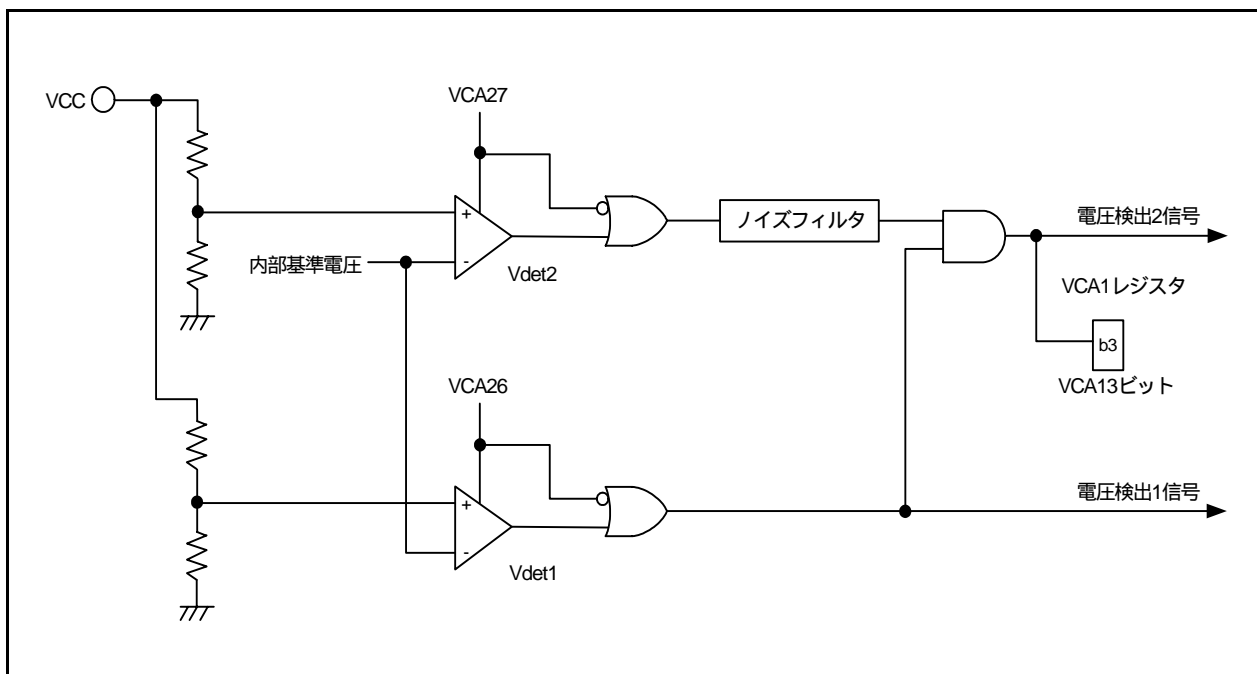 VCC
VCA27
+
-
Vdet2
内部基準電圧
ノイズフィルタ
電圧検出2信号
VCA1レジスタ
b3
VCA13ビット
VCA26
+
-
Vdet1
電圧検出1信号